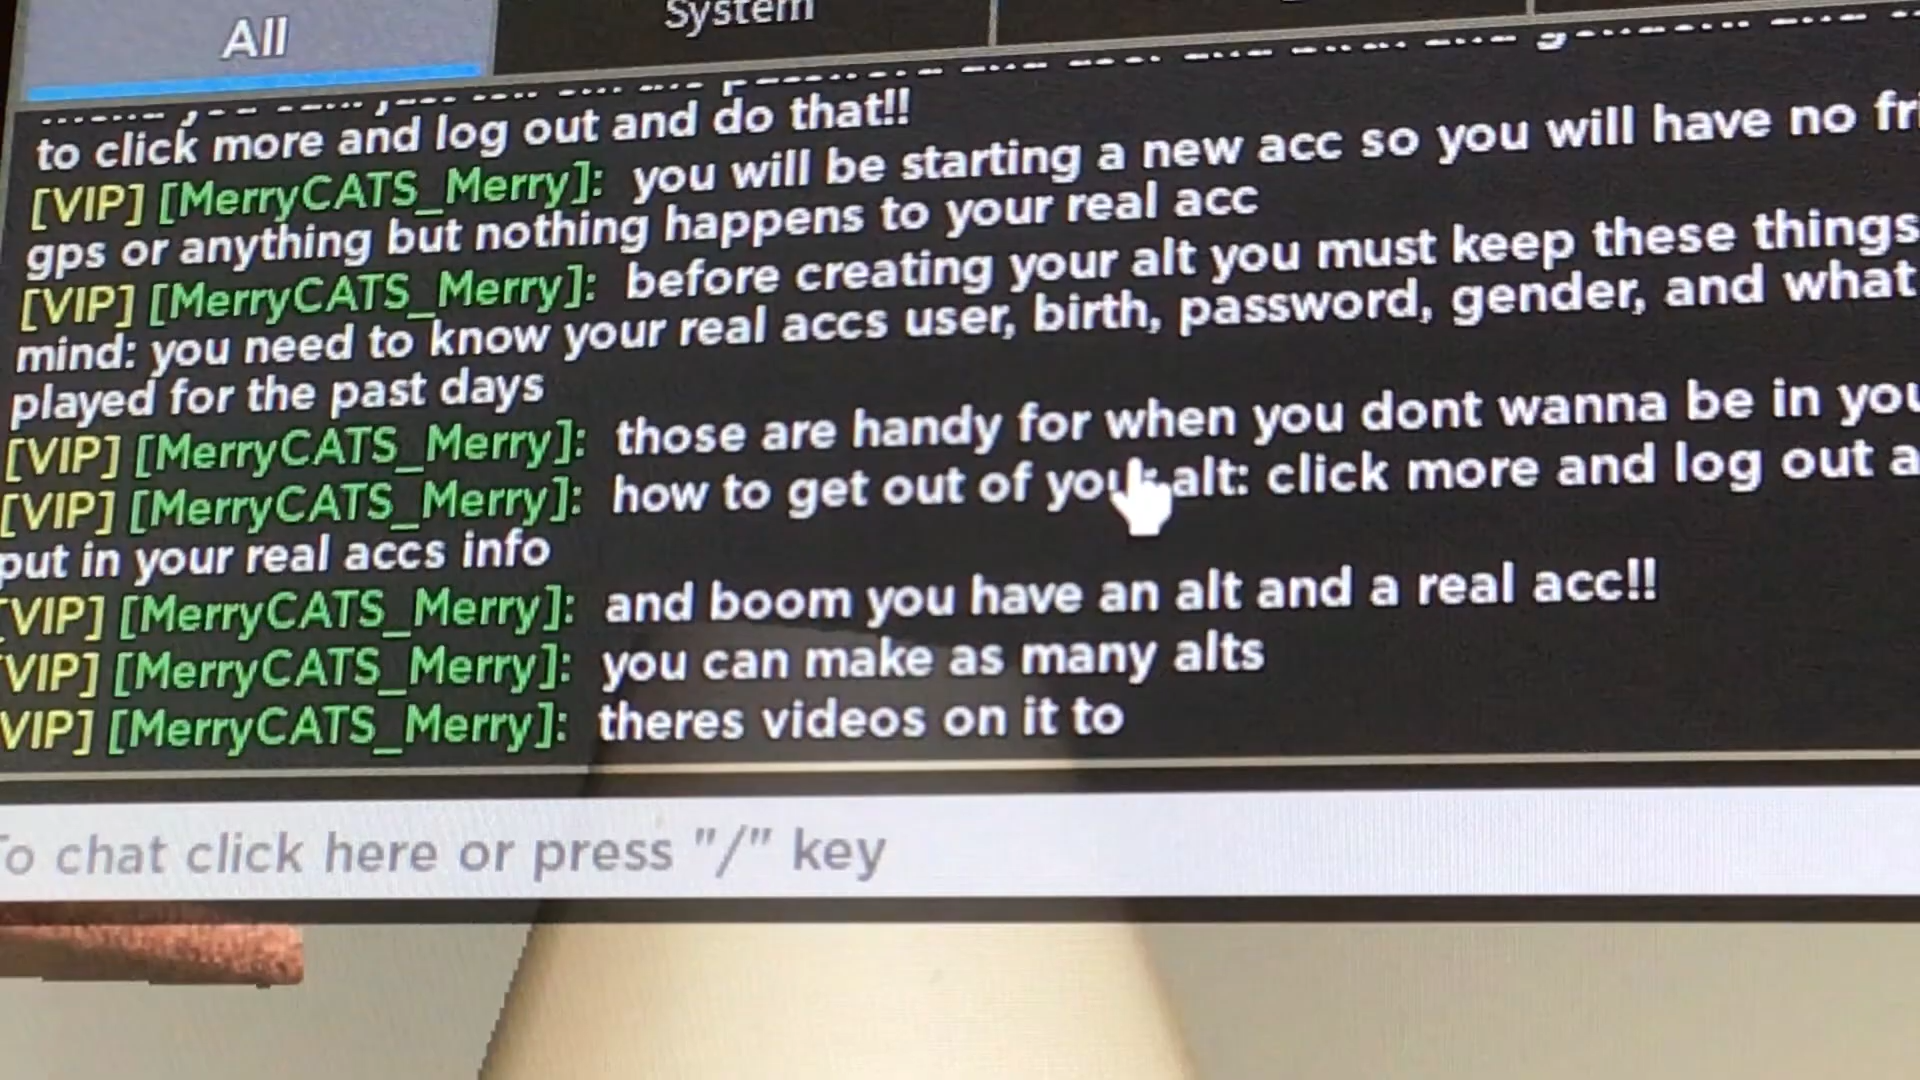 All
System
to click more and log out and do that!!
[VIP] [MerryCATS_Merry]: you will be starting a new acc so you will have no fri
gps or anything but nothing happens to your real acc
[VIP] [MerryCATS_Merry]: before creating your alt you must keep these things
mind: you need to know your real accs user, birth, password, gender, and what
played for the past days
[VIP] [MerryCATS_Merry]: those are handy for when you dont wanna be in you
[VIP] [MerryCATS_Merry]: how to get out of your alt: click more and log out a
put in your real accs info
[VIP] [MerryCATS_Merry]: and boom you have an alt and a real acc!!
[VIP] [MerryCATS_Merry]: you can make as many alts
VIP] [MerryCATS_Merry]: theres videos on it to
To chat click here or press "/" key